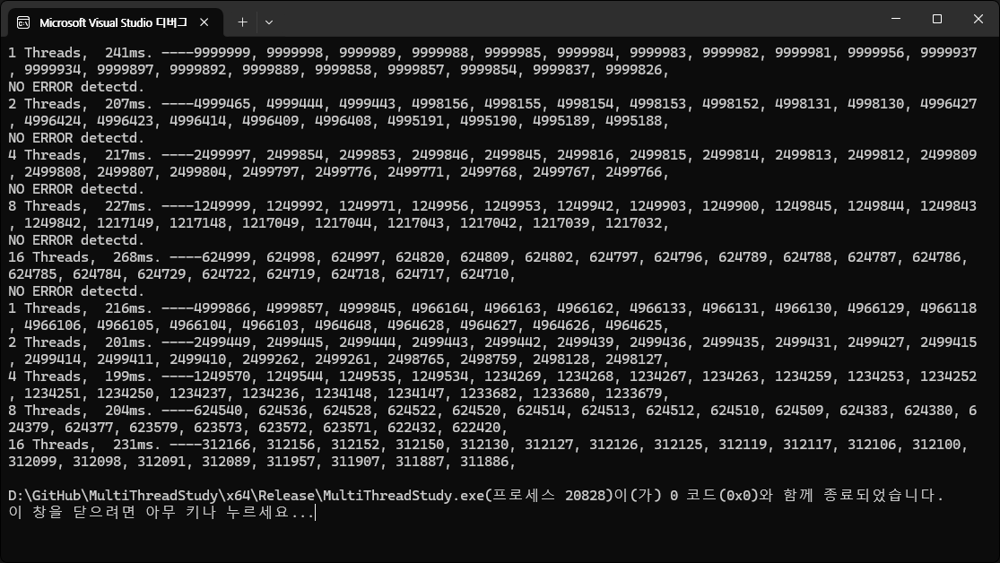 Microsoft Visual Studio 디버그
1 Threads,  241ms. ----9999999, 9999998, 9999989, 9999988, 9999985, 9999984, 9999983, 9999982, 9999981, 9999956, 9999937
, 9999934, 9999897, 9999892, 9999889, 9999858, 9999857, 9999854, 9999837, 9999826,
NO ERROR detectd.
2 Threads,  207ms. ----4999465, 4999444, 4999443, 4998156, 4998155, 4998154, 4998153, 4998152, 4998131, 4998130, 4996427
, 4996424, 4996423, 4996414, 4996409, 4996408, 4995191, 4995190, 4995189, 4995188,
NO ERROR detectd.
4 Threads,  217ms. ----2499997, 2499854, 2499853, 2499846, 2499845, 2499816, 2499815, 2499814, 2499813, 2499812, 2499809
, 2499808, 2499807, 2499804, 2499797, 2499776, 2499771, 2499768, 2499767, 2499766,
NO ERROR detectd.
8 Threads,  227ms. ----1249999, 1249992, 1249971, 1249956, 1249953, 1249942, 1249903, 1249900, 1249845, 1249844, 1249843
, 1249842, 1217149, 1217148, 1217049, 1217044, 1217043, 1217042, 1217039, 1217032,
NO ERROR detectd.
16 Threads,  268ms. ----624999, 624998, 624997, 624820, 624809, 624802, 624797, 624796, 624789, 624788, 624787, 624786,
624785, 624784, 624729, 624722, 624719, 624718, 624717, 624710,
NO ERROR detectd.
1 Threads,  216ms. ----4999866, 4999857, 4999845, 4966164, 4966163, 4966162, 4966133, 4966131, 4966130, 4966129, 4966118
, 4966106, 4966105, 4966104, 4966103, 4964648, 4964628, 4964627, 4964626, 4964625,
2 Threads,  201ms. ----2499449, 2499445, 2499444, 2499443, 2499442, 2499439, 2499436, 2499435, 2499431, 2499427, 2499415
, 2499414, 2499411, 2499410, 2499262, 2499261, 2498765, 2498759, 2498128, 2498127,
4 Threads,  199ms. ----1249570, 1249544, 1249535, 1249534, 1234269, 1234268, 1234267, 1234263, 1234259, 1234253, 1234252
, 1234251, 1234250, 1234237, 1234236, 1234148, 1234147, 1233682, 1233680, 1233679,
8 Threads,  204ms. ----624540, 624536, 624528, 624522, 624520, 624514, 624513, 624512, 624510, 624509, 624383, 624380, 6
24379, 624377, 623579, 623573, 623572, 623571, 622432, 622420,
16 Threads,  231ms. ----312166, 312156, 312152, 312150, 312130, 312127, 312126, 312125, 312119, 312117, 312106, 312100,
312099, 312098, 312091, 312089, 311957, 311907, 311887, 311886,
D:\GitHub\MultiThreadStudy\x64\Release\MultiThreadStudy.exe(프로세스 20828)이(가) 0 코드(0x0)와 함께 종료되었습니다.
이 창을 닫으려면 아무 키나 누르세요...